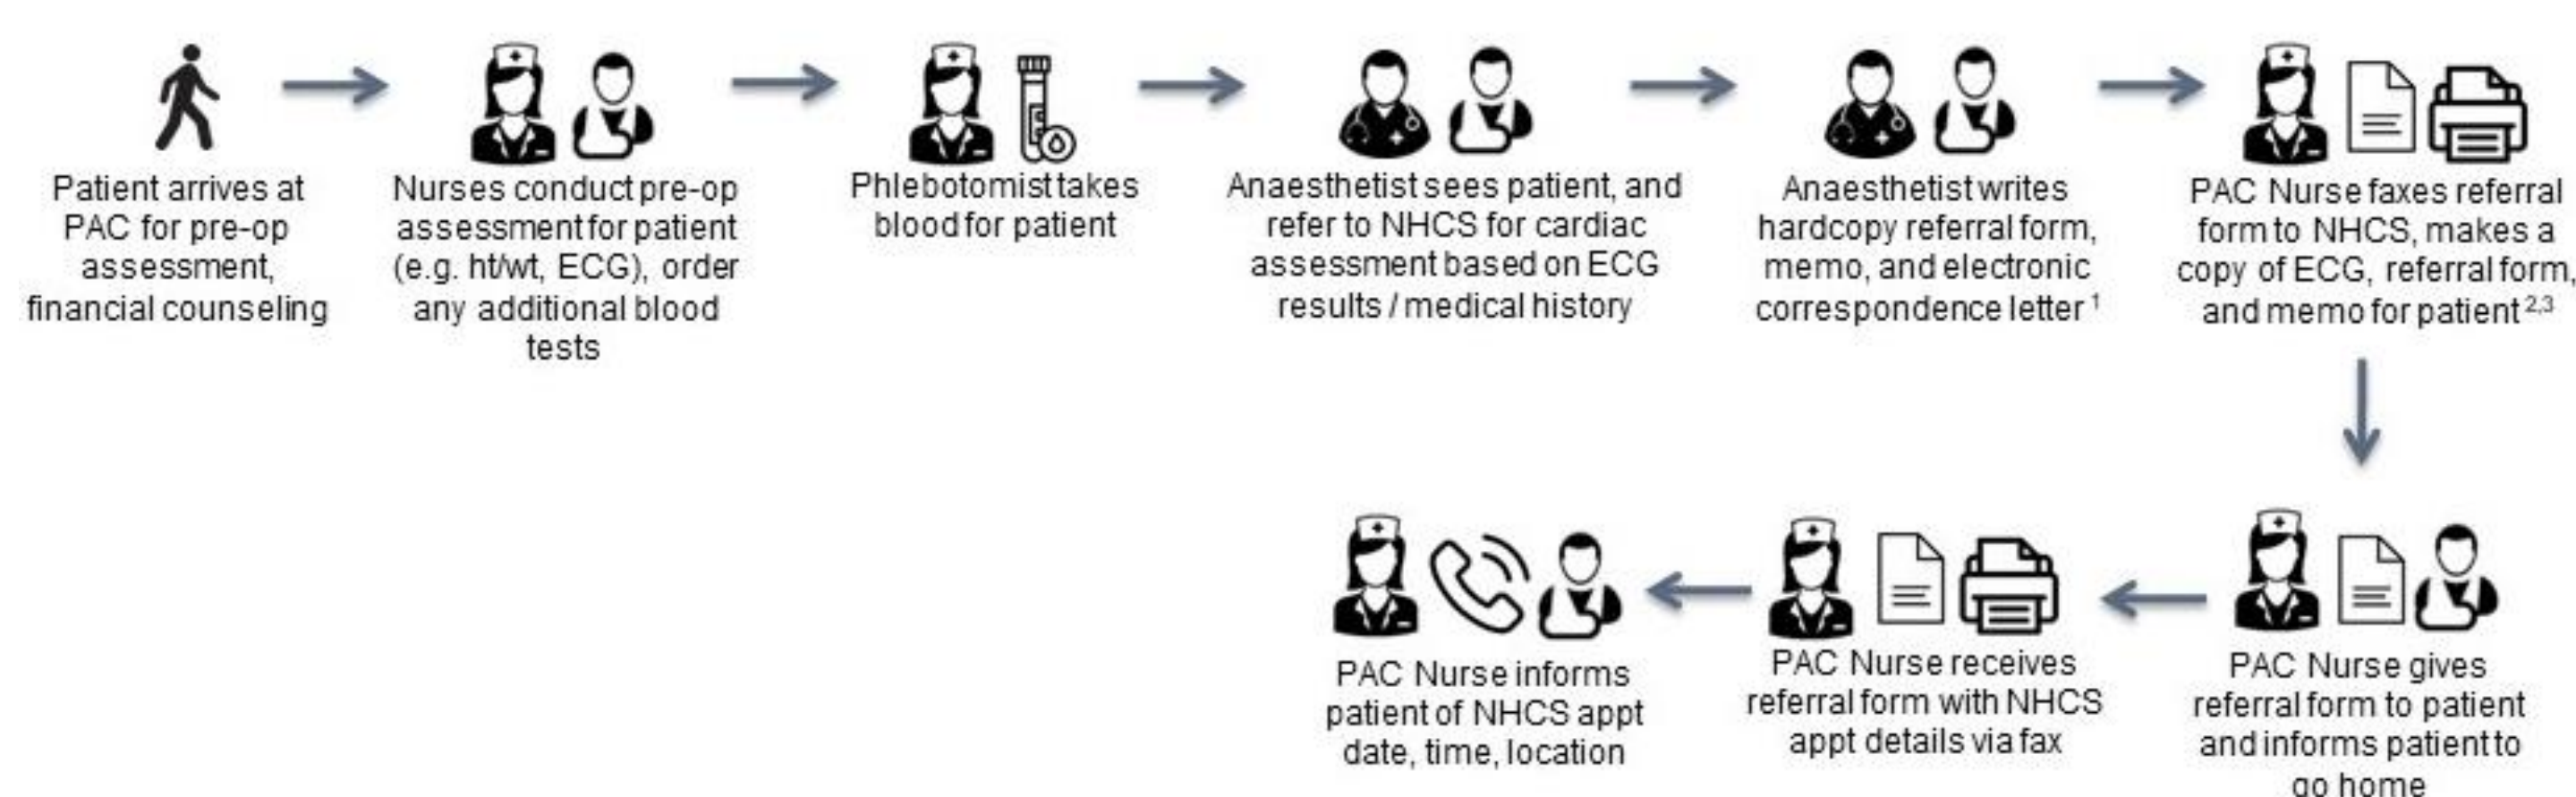 Patient arrives at
PAC for pre-op
assessment,
financial counseling
Nurses conduct pre-op
assessment for patient
(e.g. ht/wt, ECG), order
any additional blood
tests
Phlebotomist takes
blood for patient
Anaesthetist sees patient, and
refer to NHCS for cardiac
assessment based on ECG
results / medical history
Anaesthetist writes
hardcopy referral form,
memo, and electronic
correspondence letter ¹
PAC Nurse faxes referral
form to NHCS, makes a
copy of ECG, referral form,
and memo for patient ²,³
PAC Nurse gives
referral form to patient
and informs patient to
go home
PAC Nurse receives
referral form with NHCS
appt details via fax
PAC Nurse informs
patient of NHCS appt
date, time, location